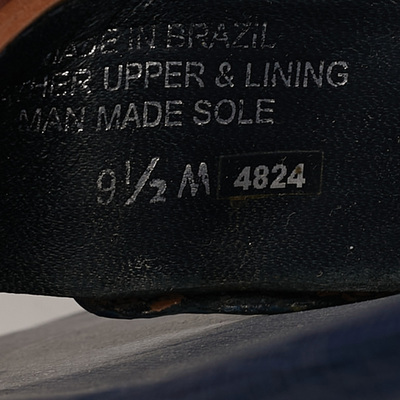 MADE IN BRAZIL
UPPER & LINING
MAN MADE SOLE
9 1/2 M 4824